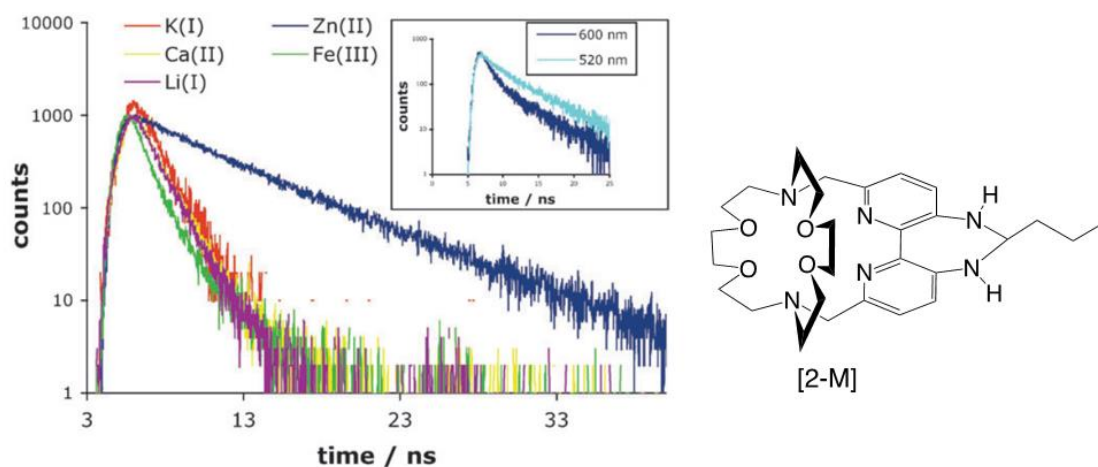 10000
1000
100
10
1
counts
3
13
23
33
time / ns
K(I)
Zn(II)
Ca(II)
Fe(III)
Li(I)
600 nm
520 nm
1000
100
10
1
counts
0
5
10
15
20
25
time / ns
N
O
O
O
O
N
N
N
N
H
N
H
[2-M]